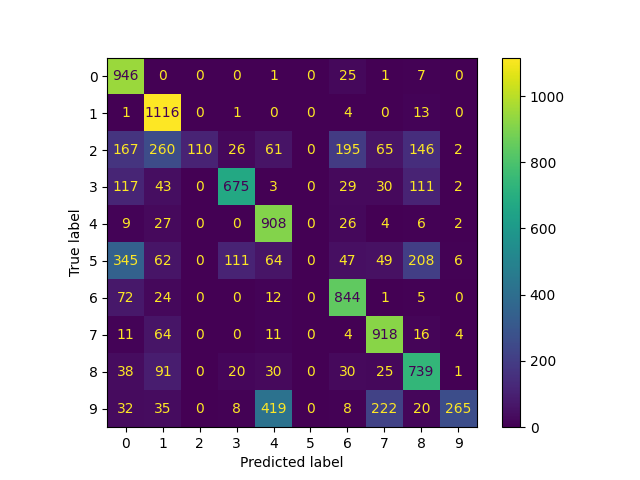 0 946 0 0 0 1 0 25 1 7 0
1 1 1116 0 1 0 0 4 0 13 0
2 167 260 110 26 61 0 195 65 146 2
3 117 43 0 675 3 0 29 30 111 2
4 9 27 0 0 908 0 26 4 6 2
5 345 62 0 111 64 0 47 49 208 6
6 72 24 0 0 12 0 844 1 5 0
7 11 64 0 0 11 0 4 918 16 4
8 38 91 0 20 30 0 30 25 739 1
9 32 35 0 8 419 0 8 222 20 265
0 1 2 3 4 5 6 7 8 9
Predicted label
True label
1000
800
600
400
200
0